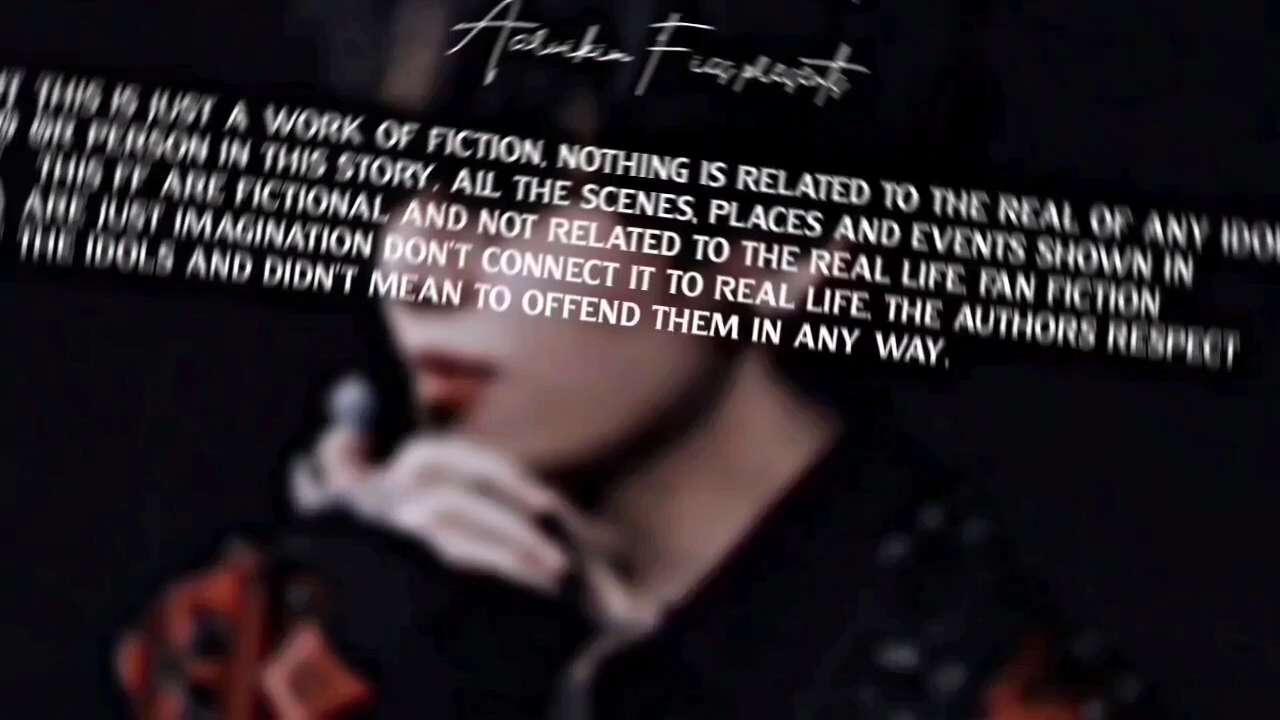 THIS IS JUST A WORK OF FICTION, NOTHING IS RELATED TO THE REAL OF ANY IDOL
PERSON IN THIS STORY. ALL THE SCENES, PLACES AND EVENTS SHOWN IN
THIS FF ARE FICTIONAL AND NOT RELATED TO THE REAL LIFE, FAN FICTION
ARE JUST IMAGINATION DON'T CONNECT IT TO REAL LIFE, THE AUTHORS RESPECT
THE IDOLS AND DIDN'T MEAN TO OFFEND THEM IN ANY WAY.